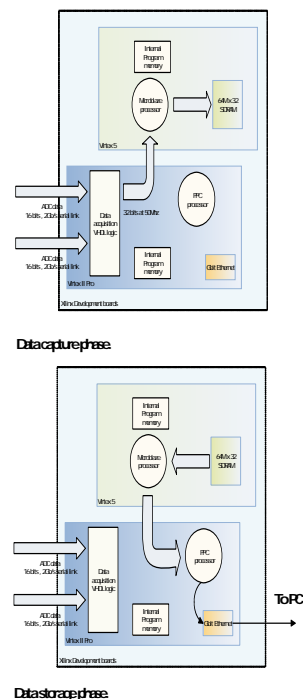 Internal
Program
memory
Microblaze
processor
64M x 32
SDRAM
Virtex 5
ADC data
16 bits, 2Gb/s serial link
Data
acquisition
VHDL logic
32 bits at 50Mhz
PPC
processor
ADC data
16 bits, 2Gb/s serial link
Internal
Program
memory
Gbit Ethernet
Virtex II Pro
Xilinx Development boards
Data capture phase.
Internal
Program
memory
Microblaze
processor
64M x 32
SDRAM
Virtex 5
ADC data
16 bits, 2Gb/s serial link
Data
acquisition
VHDL logic
PPC
processor
To PC
ADC data
16 bits, 2Gb/s serial link
Internal
Program
memory
Gbit Ethernet
Virtex II Pro
Xilinx Development boards
Data storage phase.